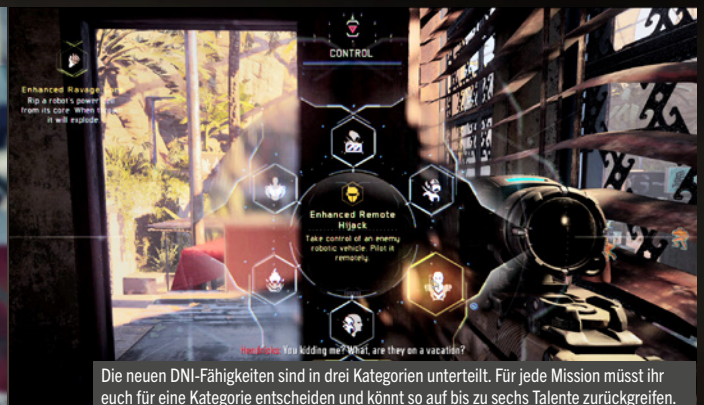 CONTROL
Enhanced Ravage Core
Rip a robot's power
from its core. When
it will explode
Enhanced Remote
Hijack
Take control of an enemy
robotic vehicle. Pilot it
remotely.
You kidding me? What, are they on a vacation?
Die neuen DNI-Fähigkeiten sind in drei Kategorien unterteilt. Für jede Mission müsst ihr
euch für eine Kategorie entscheiden und könnt so auf bis zu sechs Talente zurückgreifen.